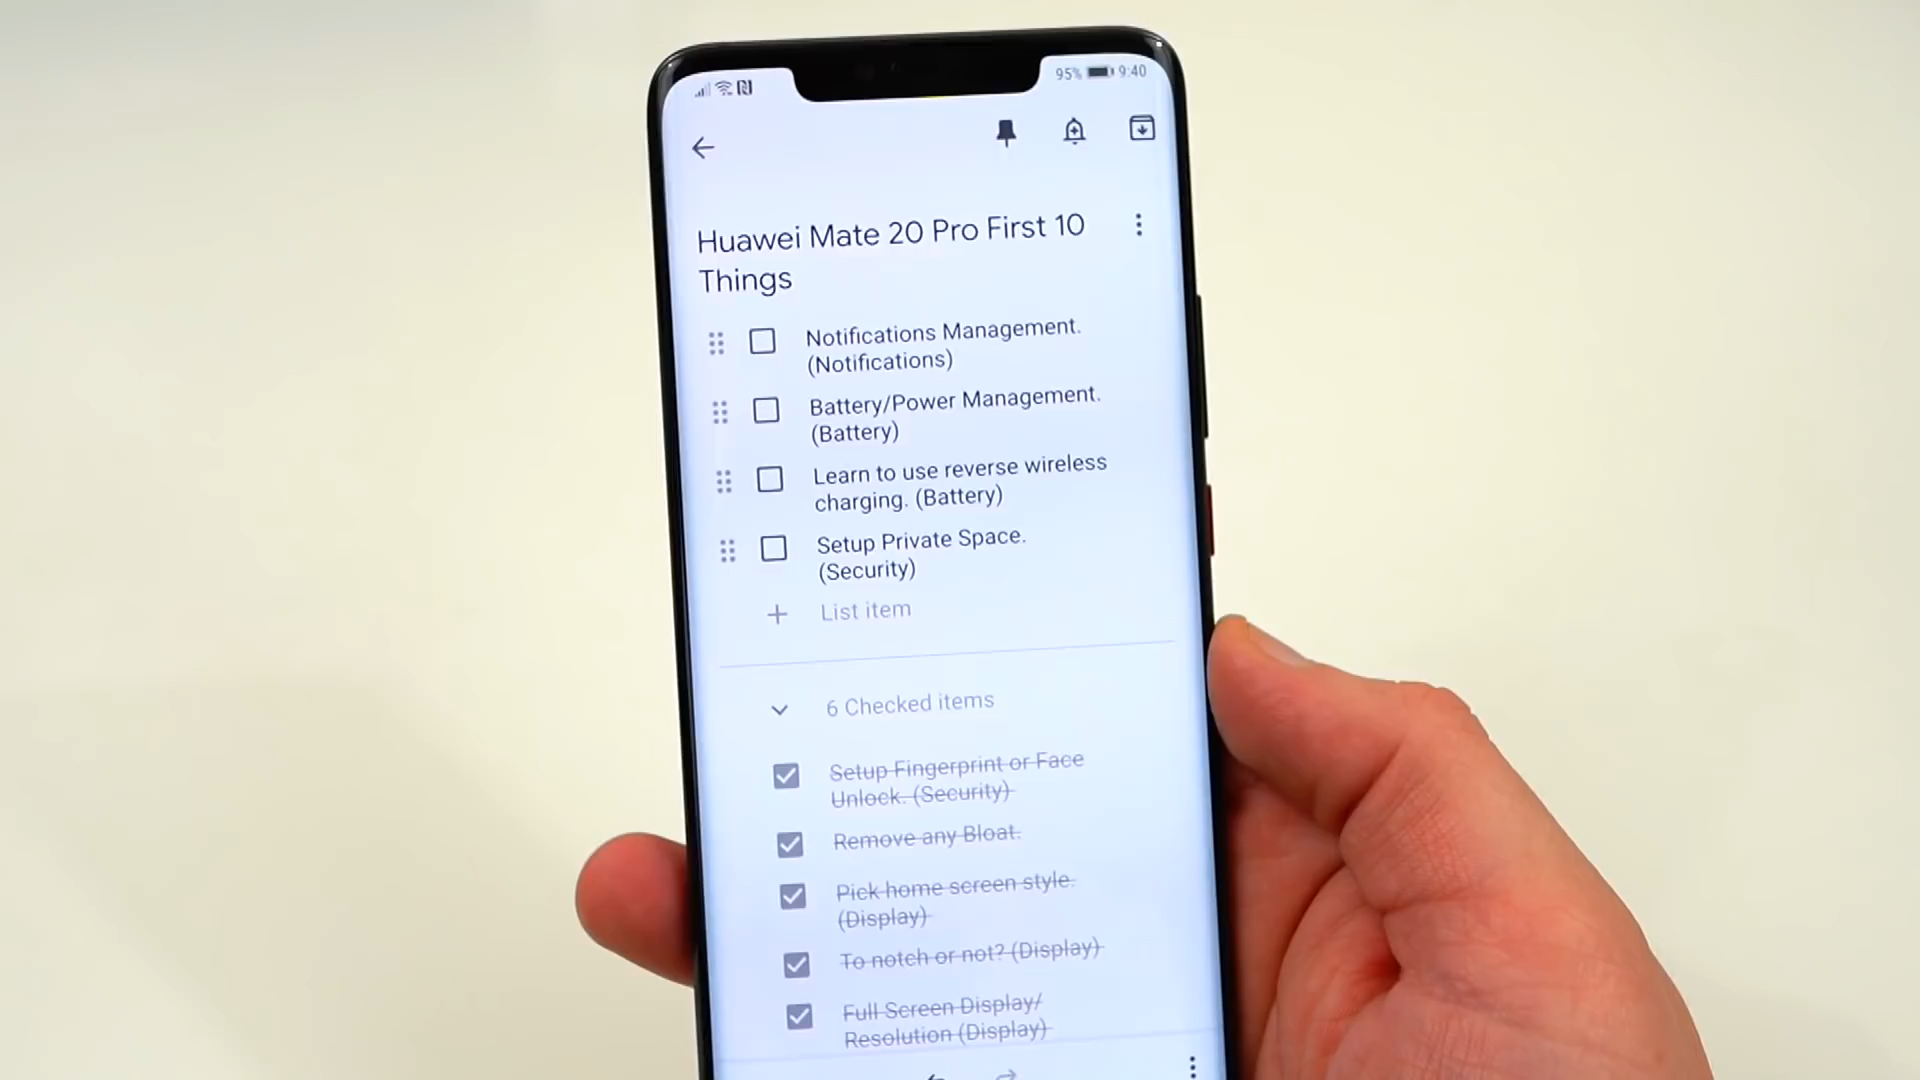 95% 9:40
Huawei Mate 20 Pro First 10
Things
Notifications Management.
(Notifications)
Battery/Power Management.
(Battery)
Learn to use reverse wireless
charging. (Battery)
Setup Private Space.
(Security)
+ List item
6 Checked items
Setup Fingerprint or Face
Unlock. (Security)
Remove any Bloat.
Pick home screen style.
(Display)
To notch or not? (Display)
Full Screen Display/
Resolution (Display)